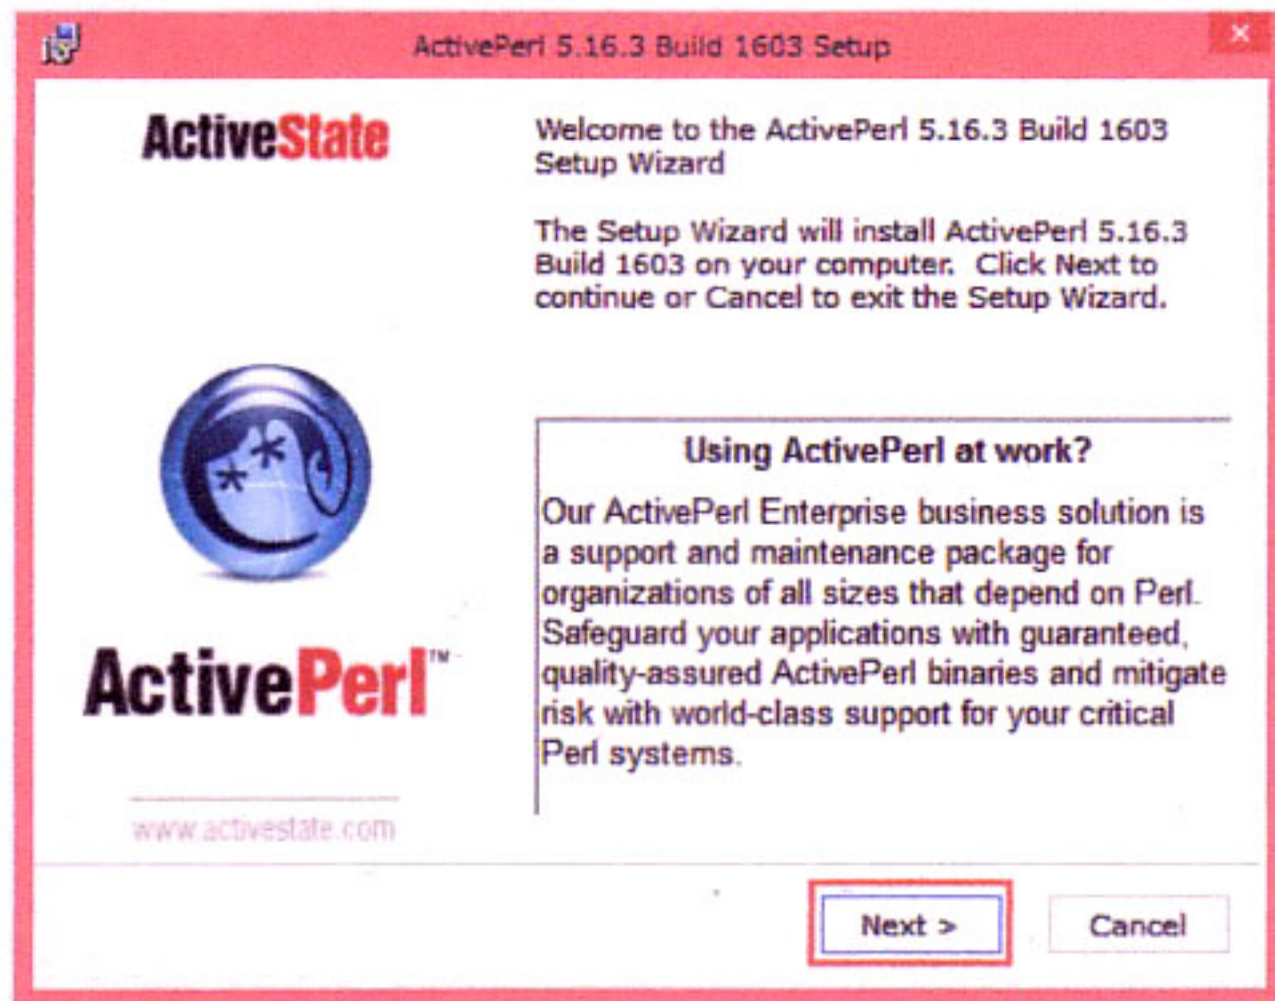 ActivePerl 5.16.3 Build 1603 Setup
ActiveState
Welcome to the ActivePerl 5.16.3 Build 1603
Setup Wizard
The Setup Wizard will install ActivePerl 5.16.3
Build 1603 on your computer. Click Next to
continue or Cancel to exit the Setup Wizard.
ActivePerl™
www.activestate.com
Using ActivePerl at work?
Our ActivePerl Enterprise business solution is
a support and maintenance package for
organizations of all sizes that depend on Perl.
Safeguard your applications with guaranteed,
quality-assured ActivePerl binaries and mitigate
risk with world-class support for your critical
Perl systems.
Next >
Cancel